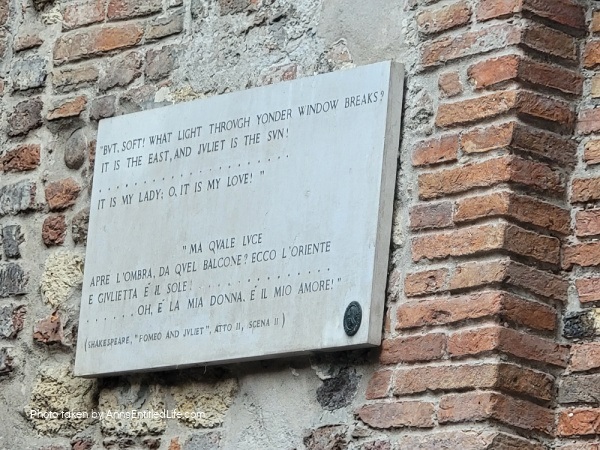 "BVT, SOFT! WHAT LIGHT THROVGH YONDER WINDOW BREAKS?
IT IS THE EAST, AND JVLIET IS THE SVN!
. . . . . . . . . . . . . . . . . . . .
IT IS MY LADY; O, IT IS MY LOVE! "
"MA QVALE LVCE
APRE L'OMBRA, DA QVEL BALCONE? ECCO L'ORIENTE
E GIVLIETTA É IL SOLE! . . . . . . . . . . . . . .
. . . . . . OH, É LA MIA DONNA, É IL MIO AMORE!"
(SHAKESPEARE, "FOMEO AND JVLIET", ATTO II, SCENA II)
Photo taken by AnnsEntitledLife.com